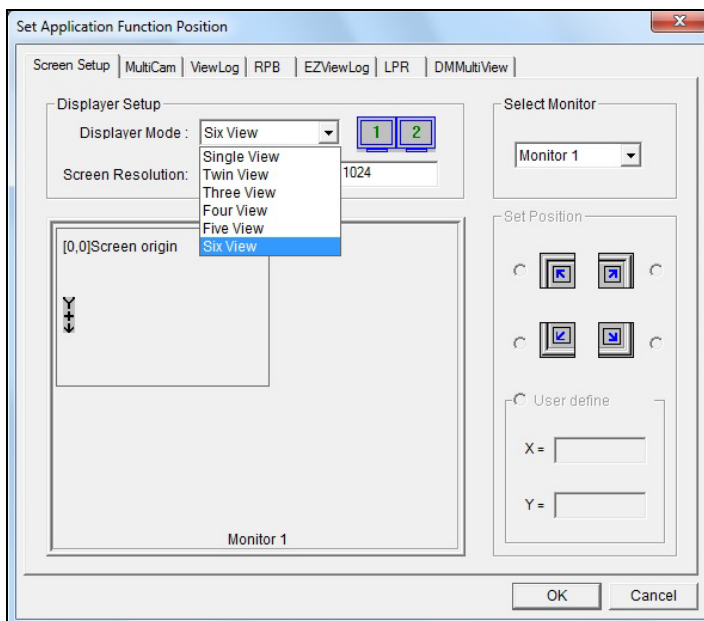 Set Application Function Position
Screen Setup MultiCam ViewLog RPB EZViewLog LPR DMMultiView
Displayer Setup
Displayer Mode : Six View
1 2
Single View
Twin View
Three View
Four View
Five View
Six View
Screen Resolution: 1024
Select Monitor
Monitor 1
[0,0]Screen origin
Y
+
Monitor 1
Set Position
User define
X =
Y =
OK Cancel